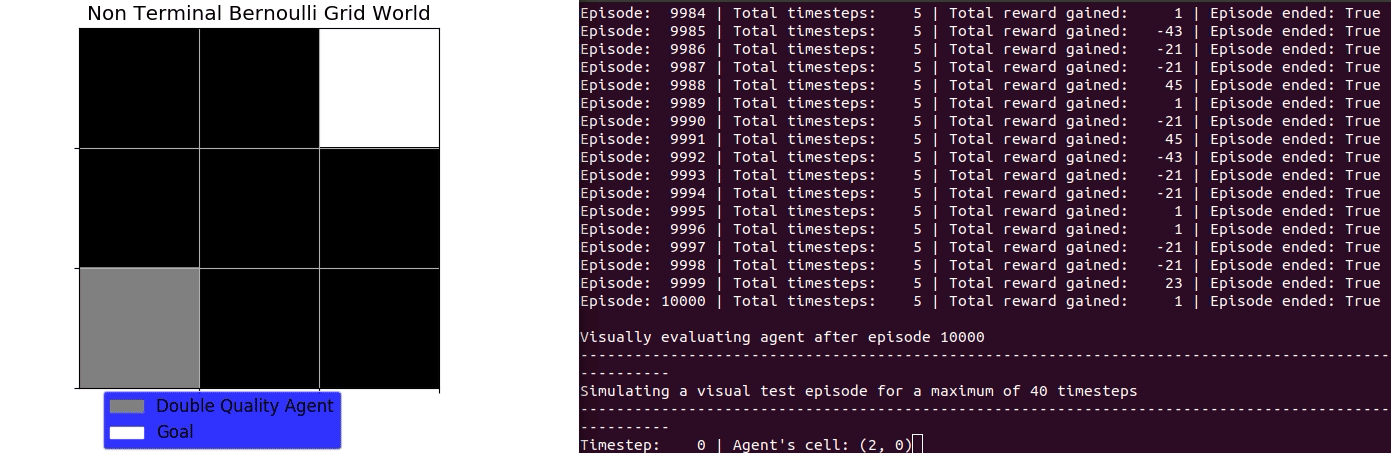 Non Terminal Bernoulli Grid World
Double Quality Agent
Goal
Episode:  9984 | Total timesteps:    5 | Total reward gained:     1 | Episode ended: True
Episode:  9985 | Total timesteps:    5 | Total reward gained:   -43 | Episode ended: True
Episode:  9986 | Total timesteps:    5 | Total reward gained:   -21 | Episode ended: True
Episode:  9987 | Total timesteps:    5 | Total reward gained:   -21 | Episode ended: True
Episode:  9988 | Total timesteps:    5 | Total reward gained:    45 | Episode ended: True
Episode:  9989 | Total timesteps:    5 | Total reward gained:     1 | Episode ended: True
Episode:  9990 | Total timesteps:    5 | Total reward gained:   -21 | Episode ended: True
Episode:  9991 | Total timesteps:    5 | Total reward gained:    45 | Episode ended: True
Episode:  9992 | Total timesteps:    5 | Total reward gained:   -43 | Episode ended: True
Episode:  9993 | Total timesteps:    5 | Total reward gained:   -21 | Episode ended: True
Episode:  9994 | Total timesteps:    5 | Total reward gained:   -21 | Episode ended: True
Episode:  9995 | Total timesteps:    5 | Total reward gained:     1 | Episode ended: True
Episode:  9996 | Total timesteps:    5 | Total reward gained:     1 | Episode ended: True
Episode:  9997 | Total timesteps:    5 | Total reward gained:   -21 | Episode ended: True
Episode:  9998 | Total timesteps:    5 | Total reward gained:   -21 | Episode ended: True
Episode:  9999 | Total timesteps:    5 | Total reward gained:    23 | Episode ended: True
Episode: 10000 | Total timesteps:    5 | Total reward gained:     1 | Episode ended: True
Visually evaluating agent after episode 10000
------------------------------------------------------------------------------------------
----------
Simulating a visual test episode for a maximum of 40 timesteps
------------------------------------------------------------------------------------------
----------
Timestep:    0 | Agent's cell: (2, 0)